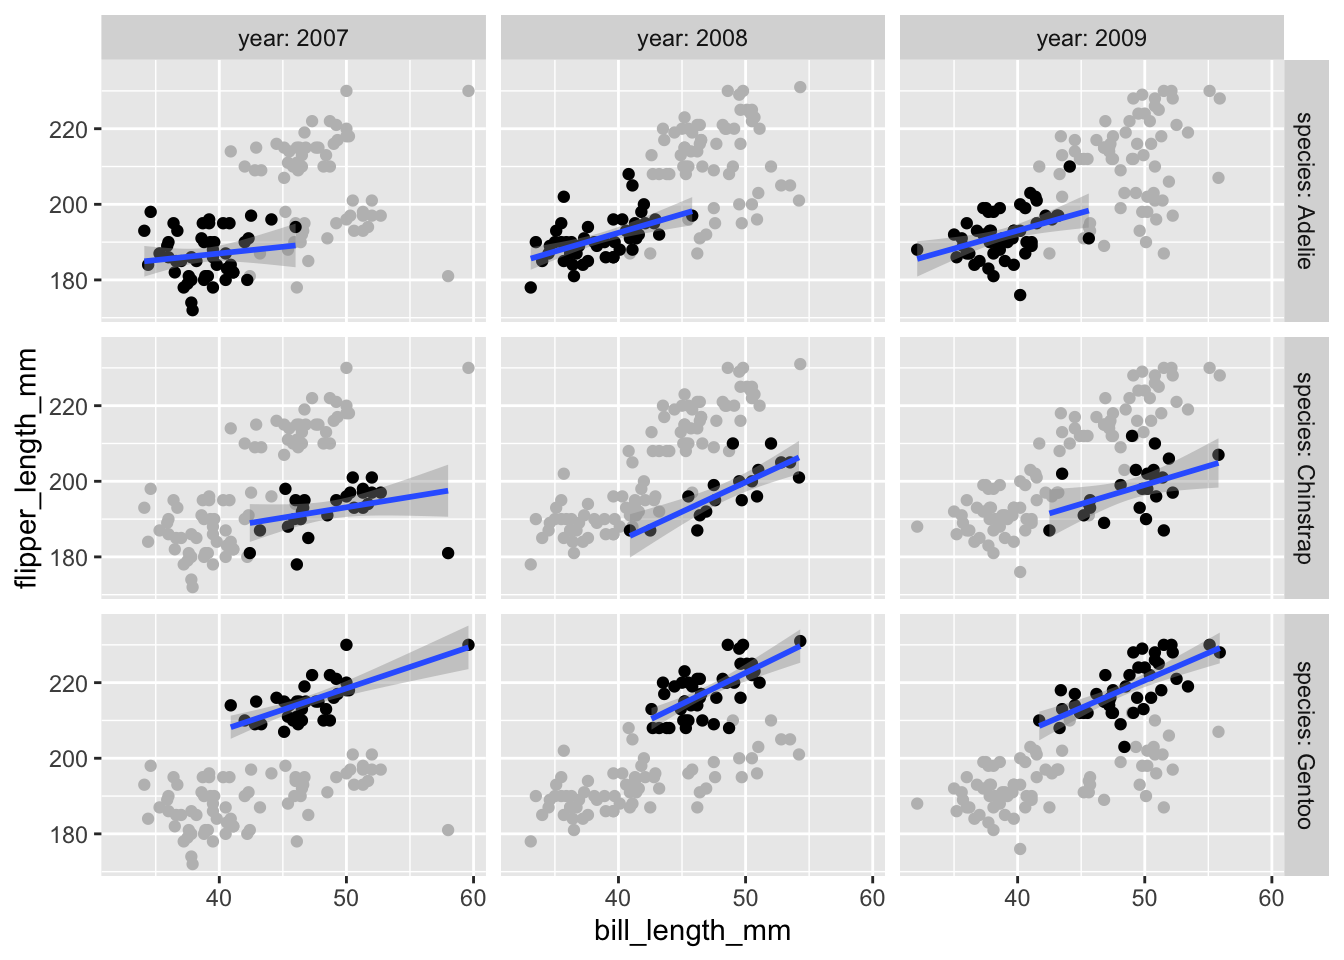 year: 2007
year: 2008
year: 2009
220
200
180
species: Adelie
220
200
180
species: Chinstrap
220
200
180
species: Gentoo
flipper_length_mm
40 50 60
40 50 60
40 50 60
bill_length_mm